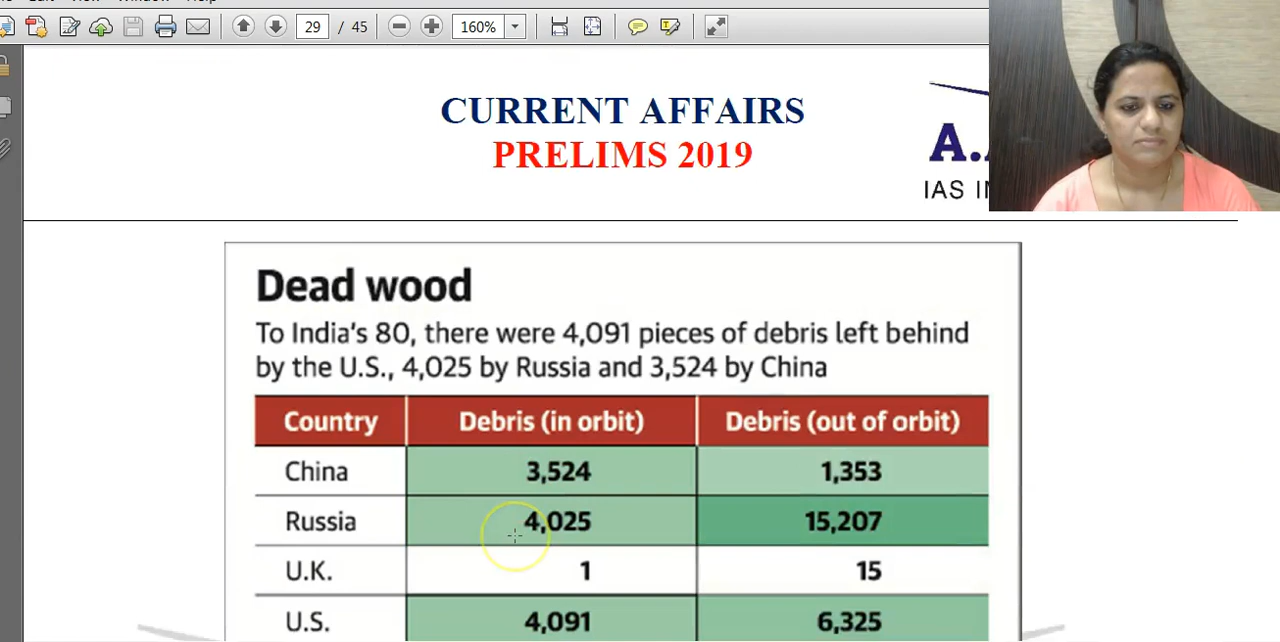 29 / 45
160%
CURRENT AFFAIRS
PRELIMS 2019
A.
IAS
Dead wood
To India's 80, there were 4,091 pieces of debris left behind
by the U.S., 4,025 by Russia and 3,524 by China
Country Debris (in orbit) Debris (out of orbit)
China 3,524 1,353
Russia 4,025 15,207
U.K. 1 15
U.S. 4,091 6,325